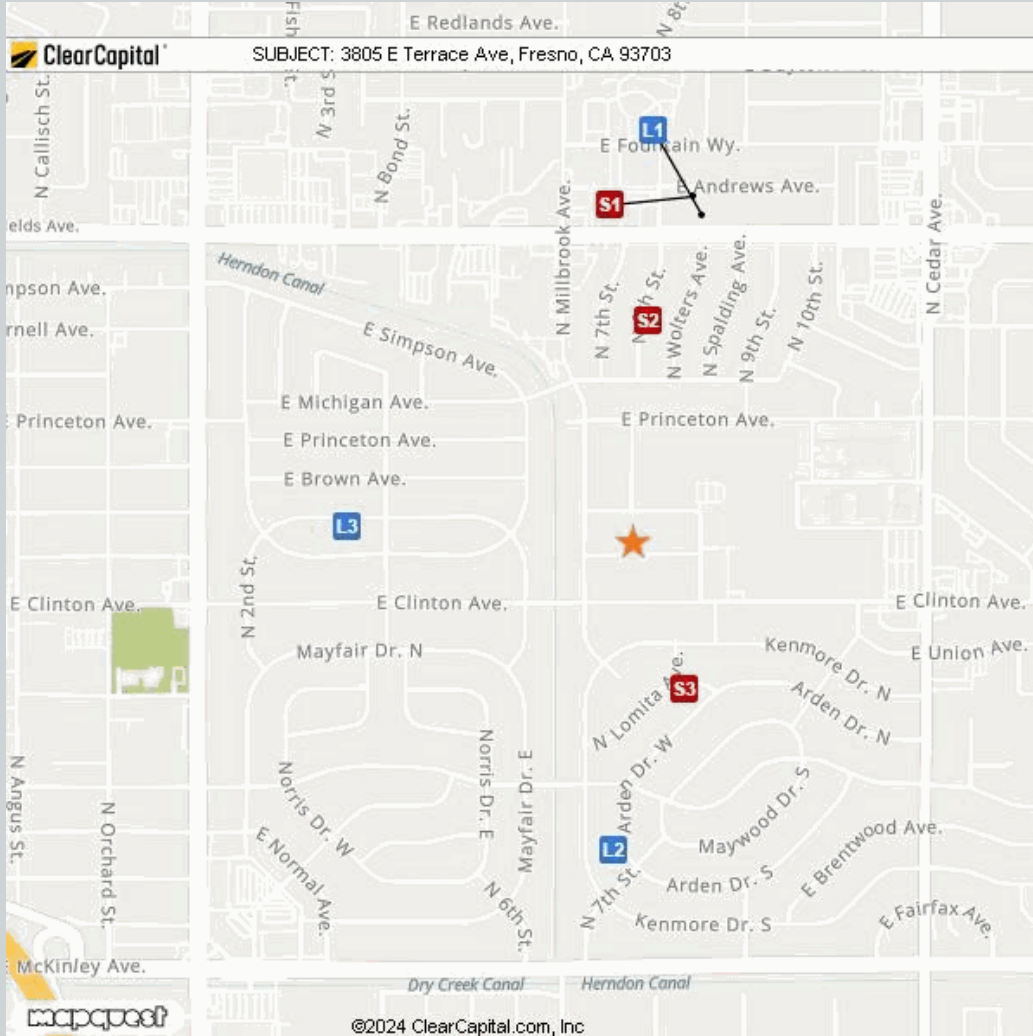 E Redlands Ave.
N 8th
ClearCapital
SUBJECT: 3805 E Terrace Ave, Fresno, CA 93703
N Callisch St.
N 3rd S
N Bond St.
L1
E Fountain Wy.
E Andrews Ave.
S1
N Millbrook Ave.
N Cedar Ave.
elds Ave.
Herndon Canal
mpson Ave.
N 7th St.
S2
N Wolters Ave.
N Spalding Ave.
N 9th St.
N 10th St.
rnell Ave.
E Simpson Ave.
E Michigan Ave.
E Princeton Ave.
E Princeton Ave.
E Princeton Ave.
E Brown Ave.
L3
N 2nd St.
E Clinton Ave.
E Clinton Ave.
E Clinton Ave.
Mayfair Dr. N
Kenmore Dr. N
E Union Ave.
N Lomita Ave.
S3
Arden Dr. N
N Angus St.
N Orchard St.
Norris Dr. W
Norris Dr. E
Mayfair Dr. E
Arden Dr. W
Maywood Dr. S
E Normal Ave.
L2
E Brentwood Ave.
Arden Dr. S
N 6th St.
N 7th St.
Kenmore Dr. S
E Fairfax Ave.
E McKinley Ave.
Dry Creek Canal
Herndon Canal
mapquest
©2024 ClearCapital.com, Inc